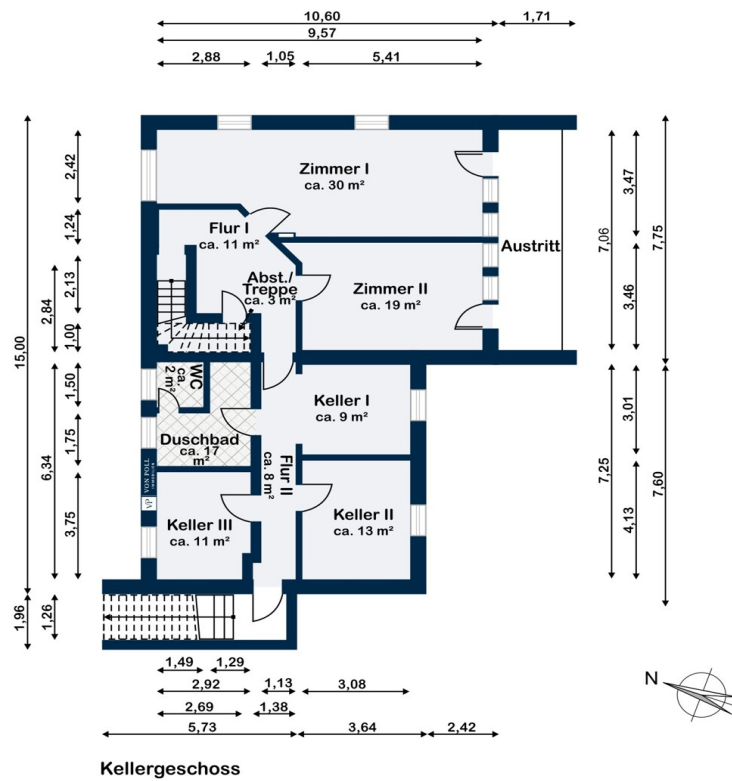 10,60
1,71
9,57
2,88
1,05
5,41
15,00
2,42
1,24
2,13
2,84
1,00
1,50
6,34
1,75
3,75
1,96
1,26
Zimmer I
ca. 30 m²
Flur I
ca. 11 m²
Abst./
Treppe
ca. 3 m²
Zimmer II
ca. 19 m²
Austritt
WC
ca.
2 m²
Duschbad
ca. 17
m²
Keller I
ca. 9 m²
Flur II
ca. 8 m²
Keller II
ca. 13 m²
Keller III
ca. 11 m²
VON POLL
VP
3,47
7,06
7,75
3,46
3,01
7,25
7,60
4,13
1,49
1,29
2,92
1,13
3,08
2,69
1,38
5,73
3,64
2,42
N
Kellergeschoss